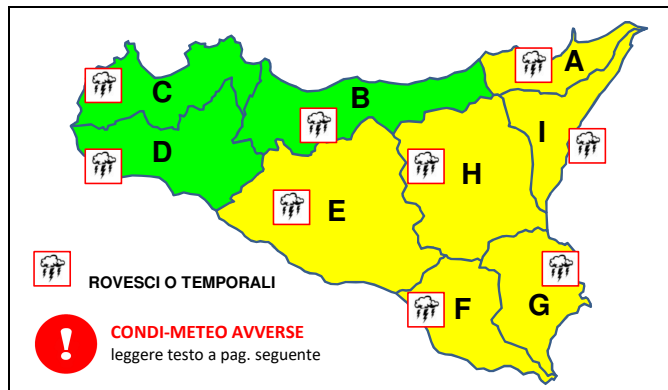 A
B
C
I
D
H
E
F
G
ROVESCI O TEMPORALI
! CONDI-METEO AVVERSE
leggere testo a pag. seguente